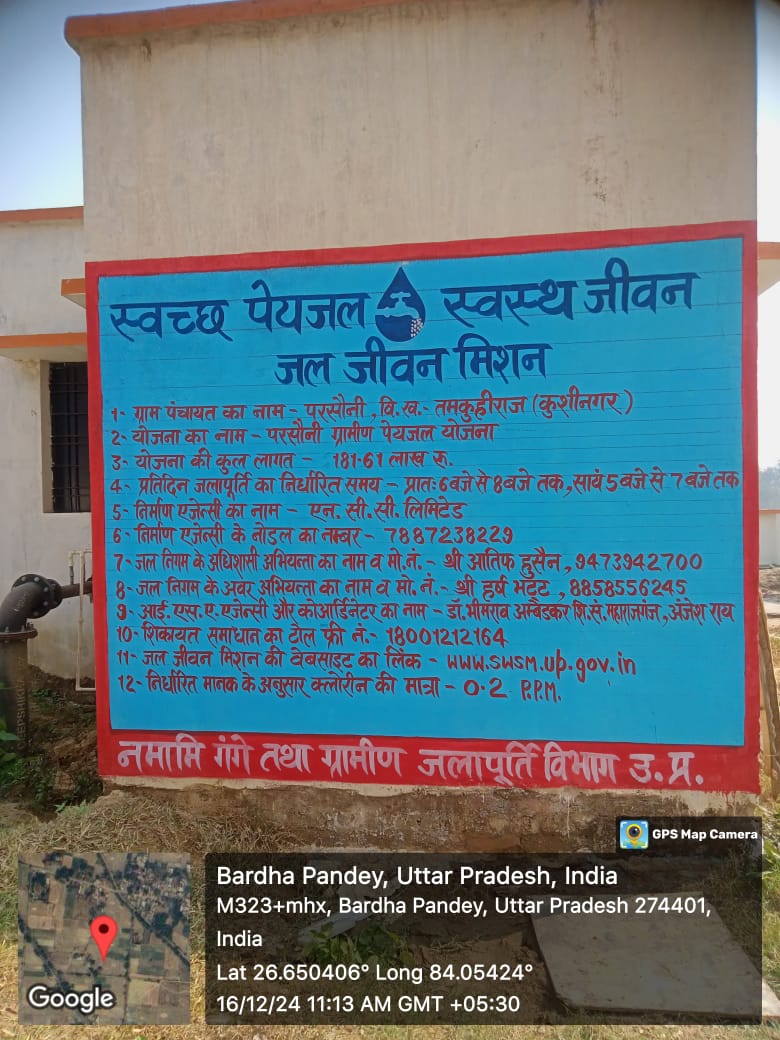 स्वच्छ पेयजल स्वस्थ जीवन
जल जीवन मिशन
1- ग्राम पंचायत का नाम - परसौनी, वि.ख.- तमकुहीराज (कुशीनगर)
2- योजना का नाम - परसौनी ग्रामीण पेयजल योजना
3- योजना की कुल लागत - 181.61 लाख रु.
4- प्रतिदिन जलापूर्ति का निर्धारित समय - प्रातः 6 बजे से 8 बजे तक, सायं 5 बजे से 7 बजे तक
5- निर्माण एजेन्सी का नाम - एन. सी. सी. लिमिटेड
6- निर्माण एजेन्सी के नोडल का नम्बर - 7887238229
7- जल निगम के अधिशासी अभियन्ता का नाम व मो.नं.- श्री आतिफ हुसैन, 9473942700
8- जल निगम के अवर अभियन्ता का नाम व मो. नं.- श्री हर्ष भट्ट, 8858556245
9- आई. एस. ए. एजेन्सी और कोआर्डिनेटर का नाम - डॉ. भीमराव अम्बेडकर शि.सं. महाराजगंज, अंजेश राय
10- शिकायत समाधान का टौल फ्री नं.- 18001212164
11- जल जीवन मिशन की वेबसाइट का लिंक - www.swsm.up.gov.in
12- निर्धारित मानक के अनुसार क्लोरीन की मात्रा - 0.2 P.P.M.
नमामि गंगे तथा ग्रामीण जलापूर्ति विभाग उ.प्र.
GPS Map Camera
Bardha Pandey, Uttar Pradesh, India
M323+mhx, Bardha Pandey, Uttar Pradesh 274401,
India
Lat 26.650406° Long 84.05424°
16/12/24 11:13 AM GMT +05:30
Google